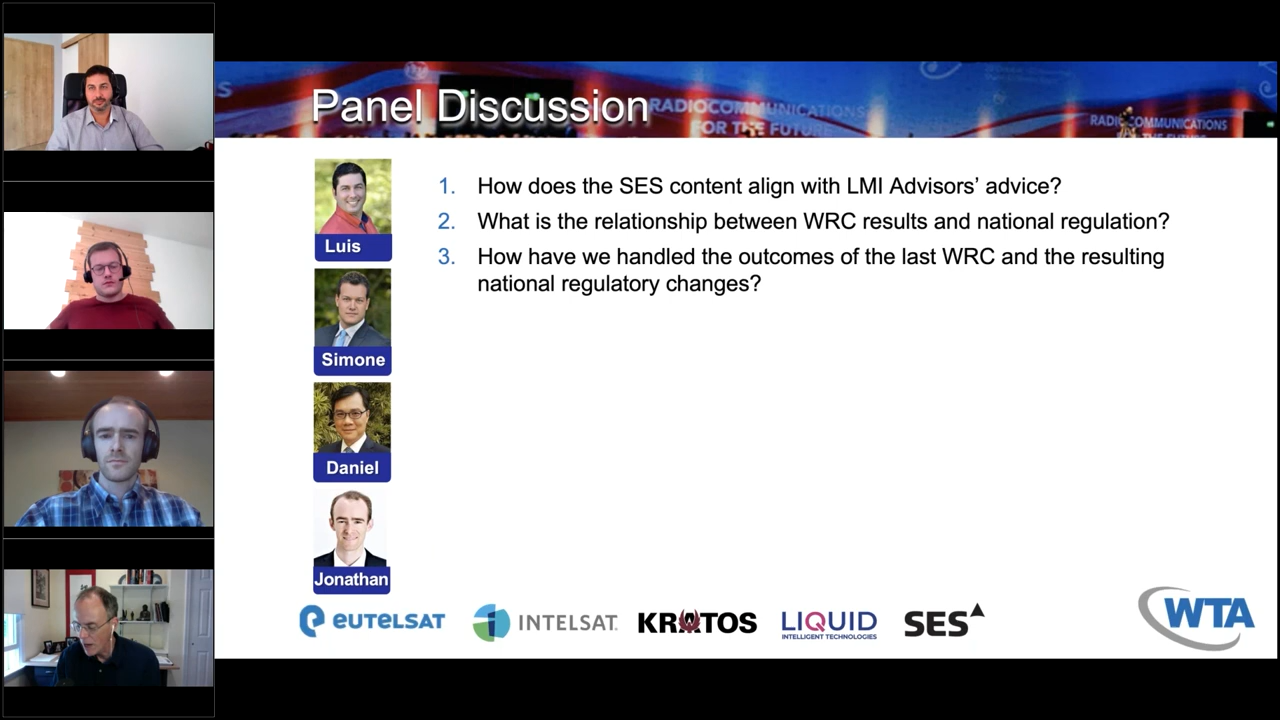 Panel Discussion
RADIOCOMMUNICATIONS
FOR THE FUTURE
RADIOCOMMUNICATIONS
Luis
Simone
Daniel
Jonathan
1. How does the SES content align with LMI Advisors’ advice?
2. What is the relationship between WRC results and national regulation?
3. How have we handled the outcomes of the last WRC and the resulting
national regulatory changes?
eutelsat
INTELSAT.
KRATOS
LIQUID
INTELLIGENT TECHNOLOGIES
SES
WTA